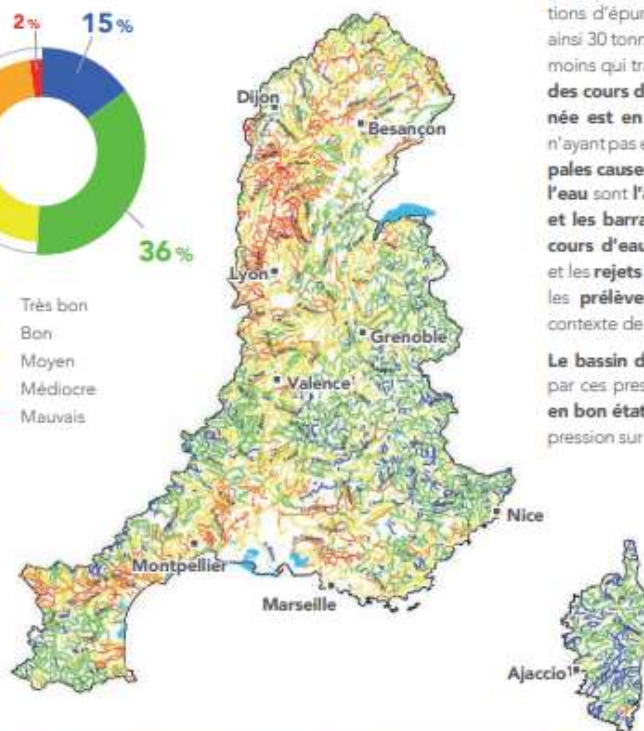 2%
15%
36%
Très bon
Bon
Moyen
Médiocre
Mauvais
Dijon
Besançon
Lyon
Grenoble
Valence
Montpellier
Nice
Marseille
Ajaccio
tions d'épur
ainsi 30 tonn
moins qui tra
des cours d
née est en
n'ayant pas e
pales cause
l'eau sont l'a
et les barra
cours d'eau
et les rejets
les prélève
contexte de
Le bassin d
par ces pres
en bon état
pression sur